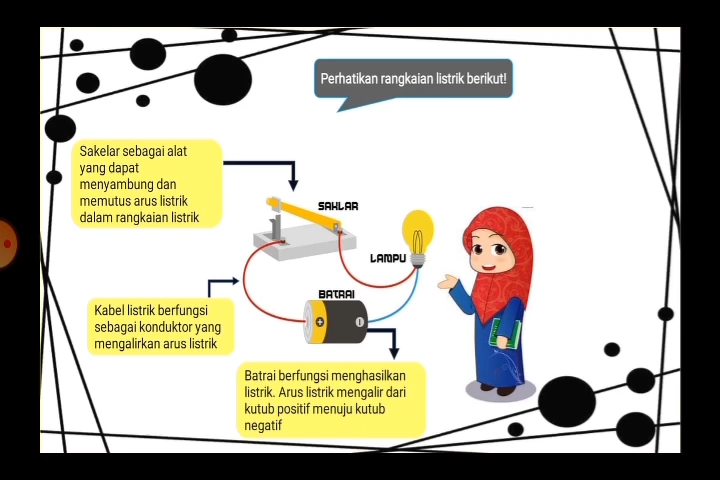 Perhatikan rangkaian listrik berikut!
Sakelar sebagai alat
yang dapat
menyambung dan
memutus arus listrik
dalam rangkaian listrik
SAHLAR
LAMPU
BATRAI
Kabel listrik berfungsi
sebagai konduktor yang
mengalirkan arus listrik
Batrai berfungsi menghasilkan
listrik. Arus listrik mengalir dari
kutub positif menuju kutub
negatif